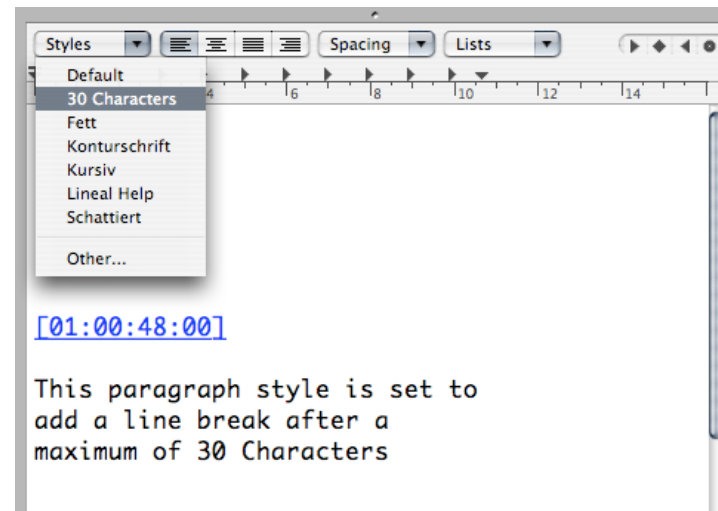 Styles Spacing Lists
Default
4 6 8 10 12 14
30 Characters
Fett
Konturschrift
Kursiv
Lineal Help
Schattiert
Other...
[01:00:48:00]
This paragraph style is set to
add a line break after a
maximum of 30 Characters